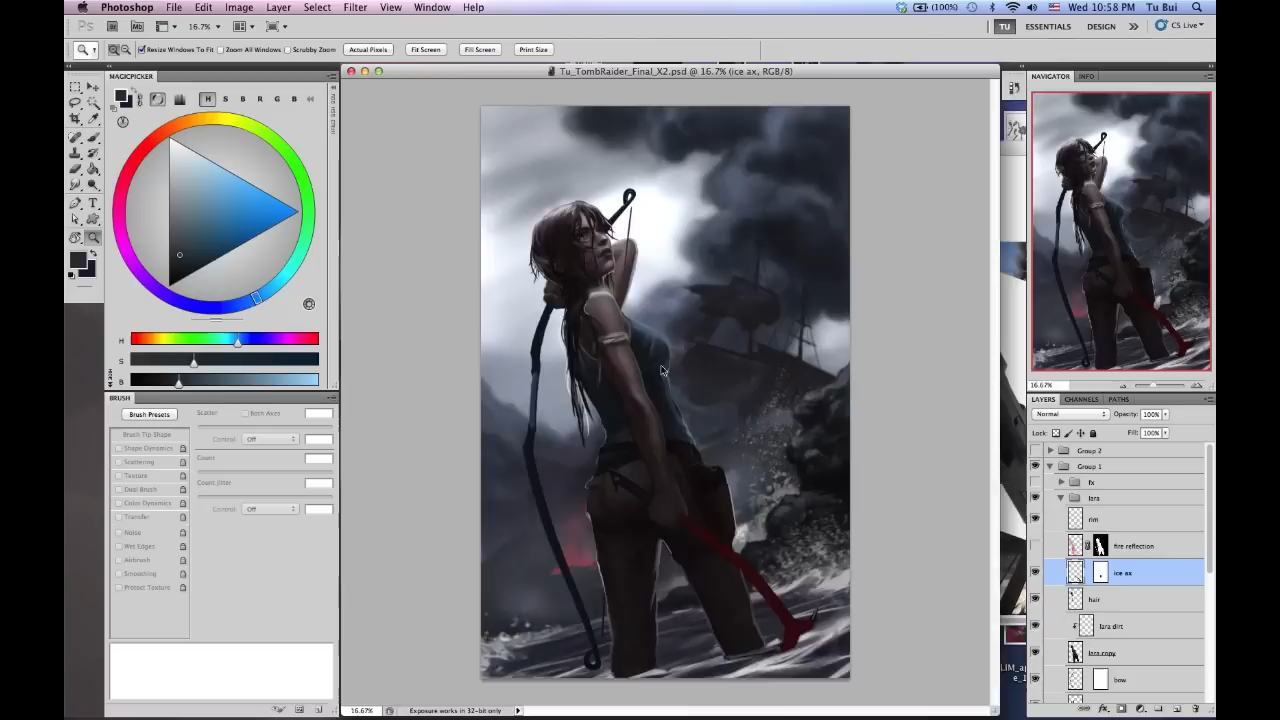 Photoshop File Edit Image Layer Select Filter View Window Help (100%) Wed 10:58 PM Tu Bui
Ps Br Mb 16.7% TU ESSENTIALS DESIGN CS Live
Resize Windows To Fit Zoom All Windows Scrubby Zoom Actual Pixels Fit Screen Fill Screen Print Size
Tu_TombRaider_Final_X2.psd @ 16.7% (ice ax, RGB/8)
MAGICPICKER
H S B R G B
H
S
B
BRUSH
Brush Presets
Brush Tip Shape
Shape Dynamics
Scattering
Texture
Dual Brush
Color Dynamics
Transfer
Noise
Wet Edges
Airbrush
Smoothing
Protect Texture
Scatter Both Axes
Control: Off
Count
Count Jitter
Control: Off
16.67% Exposure works in 32-bit only
NAVIGATOR INFO
16.67%
LAYERS CHANNELS PATHS
Normal Opacity: 100%
Lock: Fill: 100%
Group 2
Group 1
fx
lara
rim
fire reflection
ice ax
hair
lara dirt
lara copy
bow